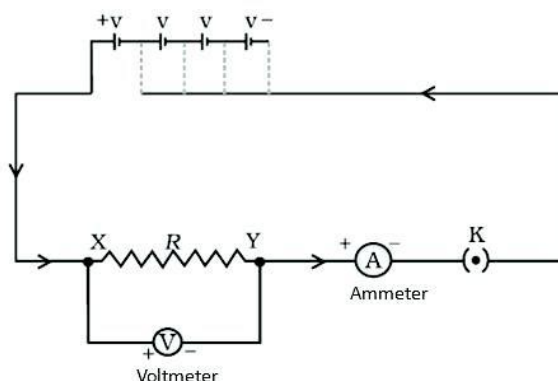 +v v v v−
X R Y + A − K
Ammeter
+ V −
Voltmeter